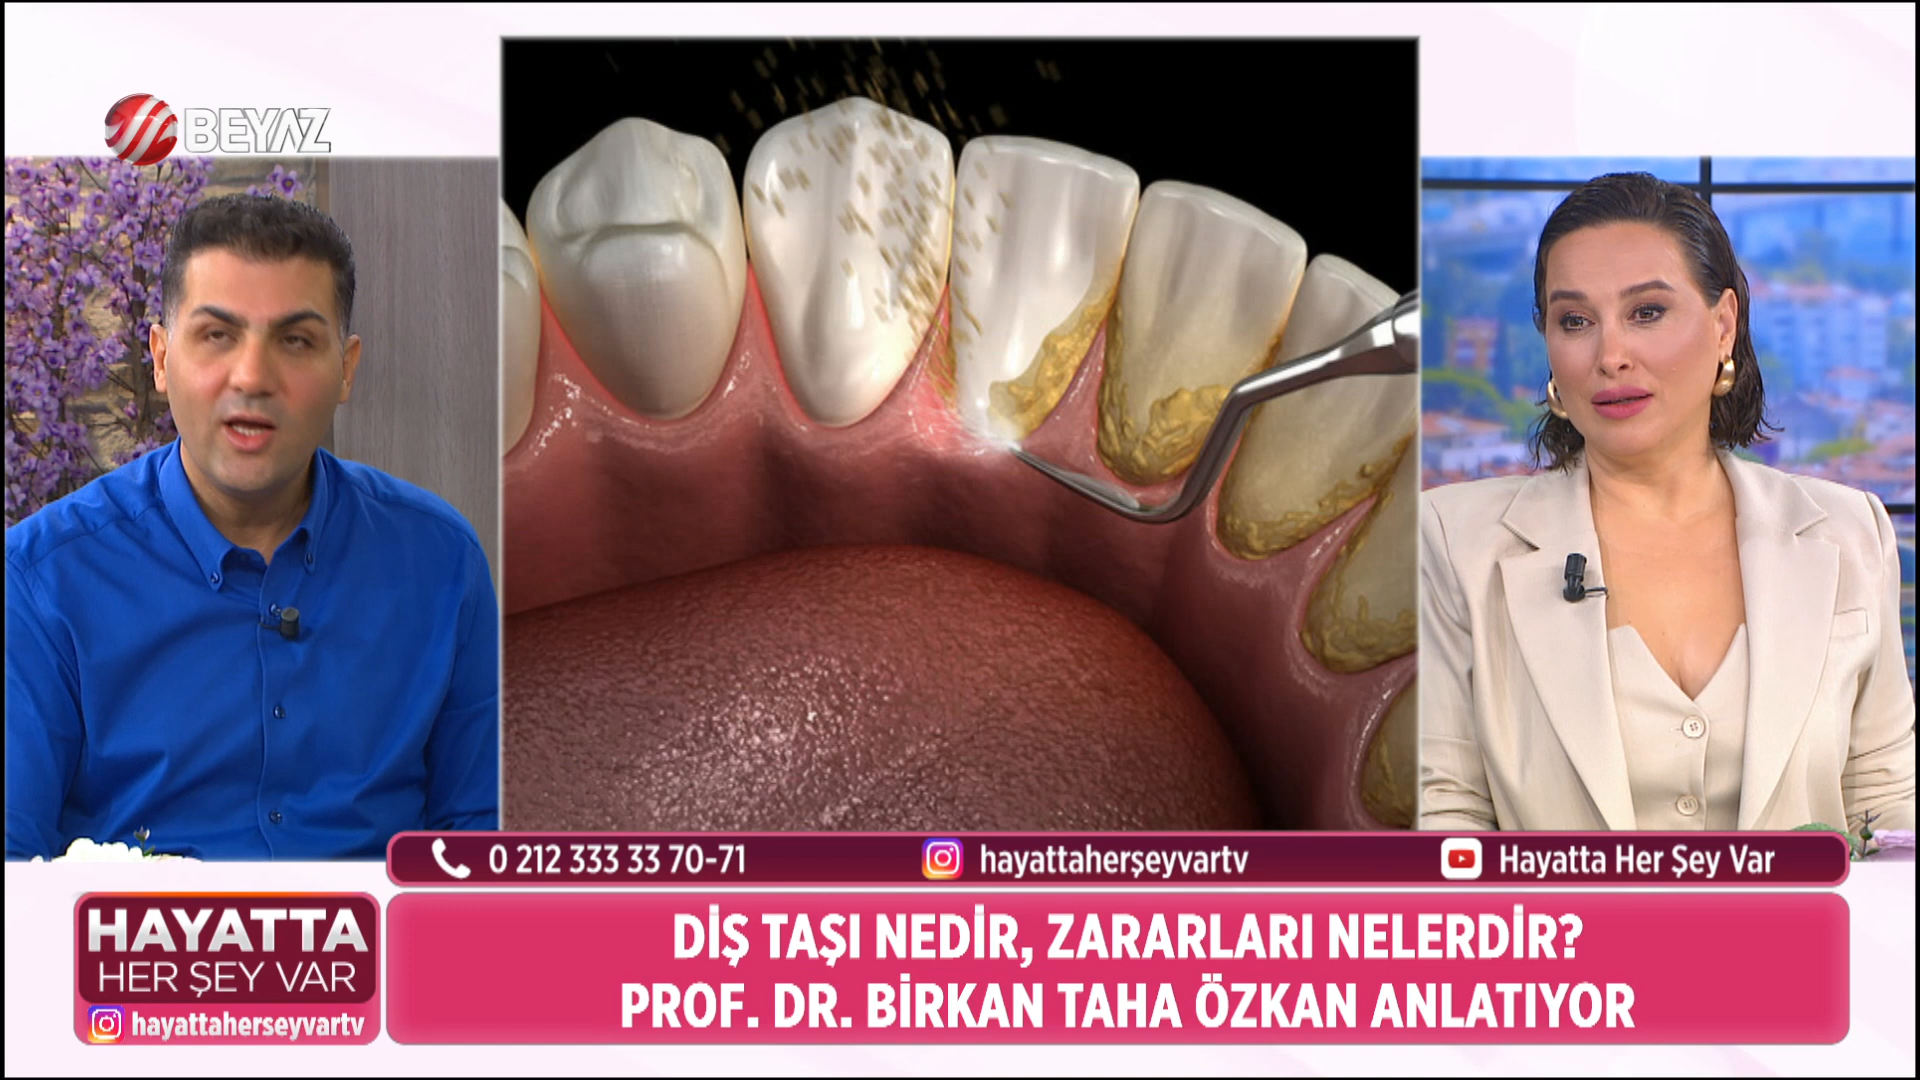 BEYAZ
0 212 333 33 70-71
hayattaherşeyvartv
Hayatta Her Şey Var
HAYATTA
HER ŞEY VAR
hayattaherseyvartv
DİŞ TAŞI NEDİR, ZARARLARI NELERDİR?
PROF. DR. BİRKAN TAHA ÖZKAN ANLATIYOR